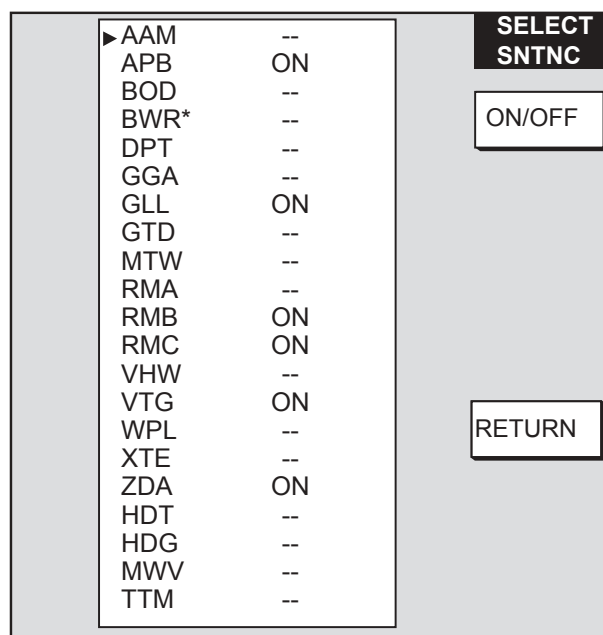 ►AAM --
APB ON
BOD --
BWR* --
DPT --
GGA --
GLL ON
GTD --
MTW --
RMA --
RMB ON
RMC ON
VHW --
VTG ON
WPL --
XTE --
ZDA ON
HDT --
HDG --
MWV --
TTM --
SELECT
SNTNC
ON/OFF
RETURN